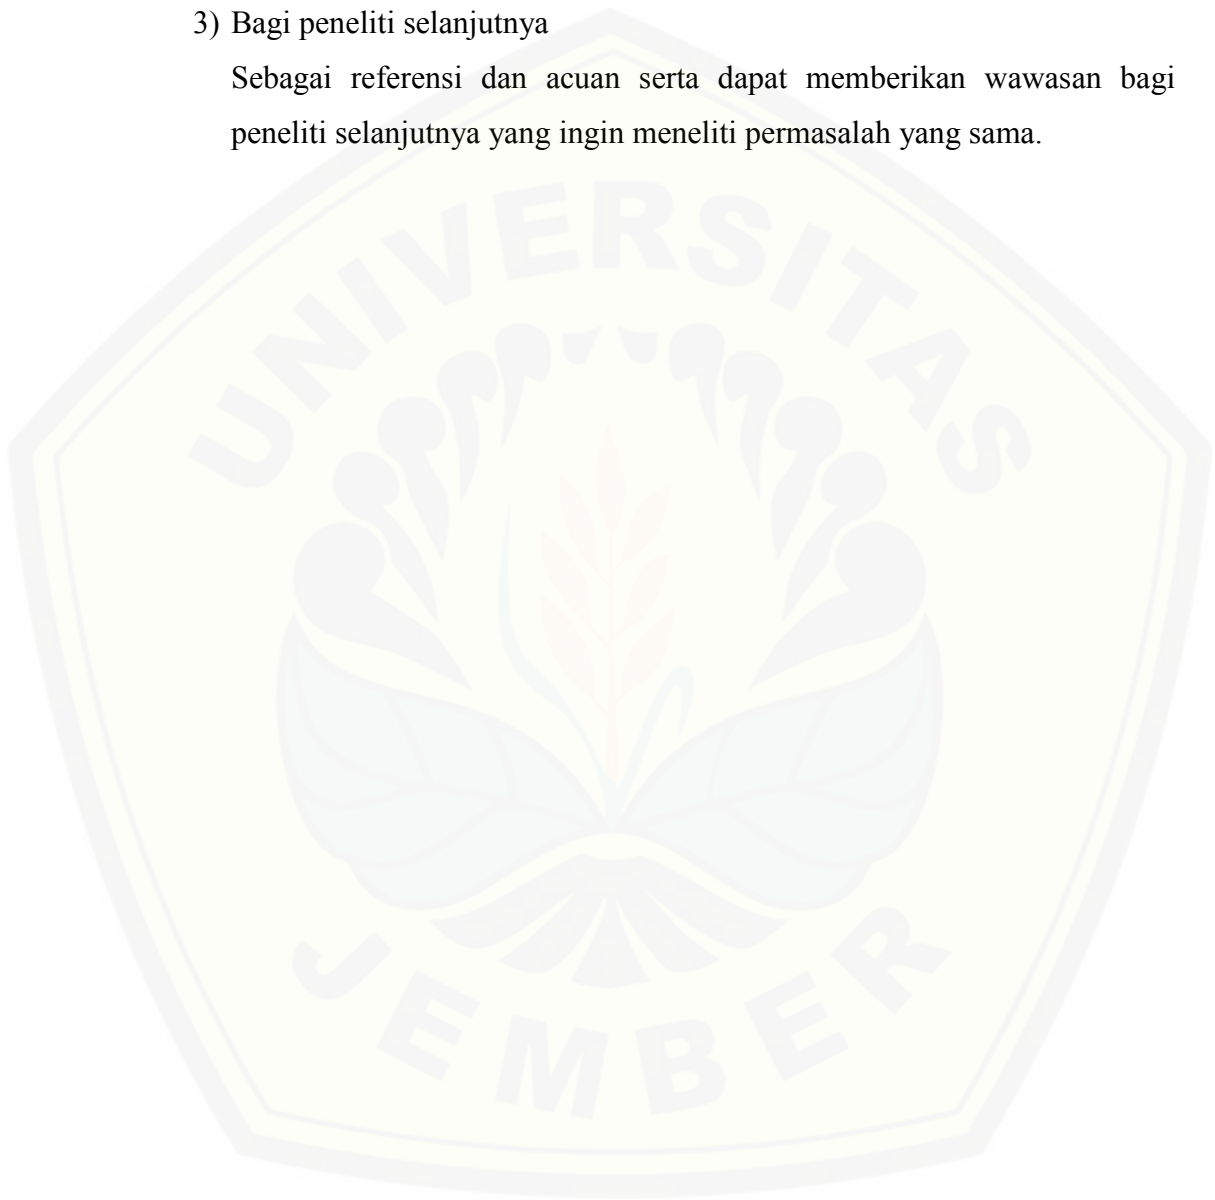 3) Bagi peneliti selanjutnya
Sebagai referensi dan acuan serta dapat memberikan wawasan bagi
peneliti selanjutnya yang ingin meneliti permasalah yang sama.
UNIVERSITAS
JEMBER